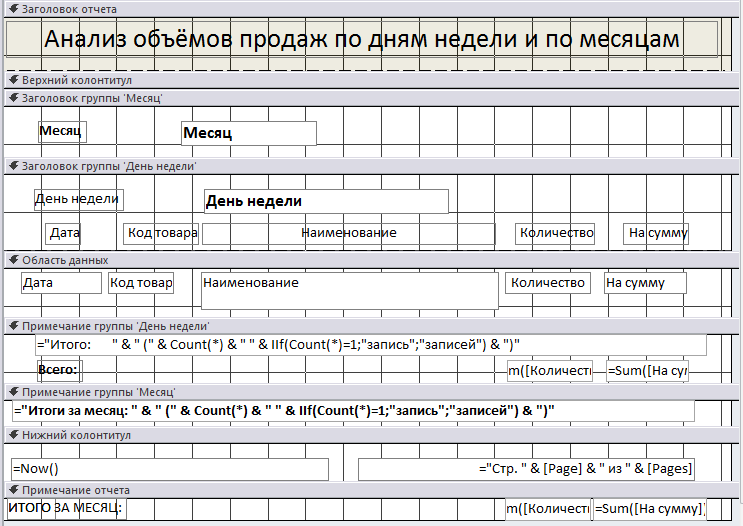 Заголовок отчета
Анализ объёмов продаж по дням недели и по месяцам
Верхний колонтитул
Заголовок группы 'Месяц'
Месяц Месяц
Заголовок группы 'День недели'
День недели День недели
Дата Код товара Наименование Количество На сумму
Область данных
Дата Код товар Наименование Количество На сумму
Примечание группы 'День недели'
="Итого: " & " (" & Count(*) & " " & IIf(Count(*)=1;"запись";"записей") & ")"
Всего: m([Количест =Sum([На су
Примечание группы 'Месяц'
="Итоги за месяц: " & " (" & Count(*) & " " & IIf(Count(*)=1;"запись";"записей") & ")"
Нижний колонтитул
=Now() ="Стр. " & [Page] & " из " & [Pages]
Примечание отчета
ИТОГО ЗА МЕСЯЦ: m([Количест =Sum([На сумму])